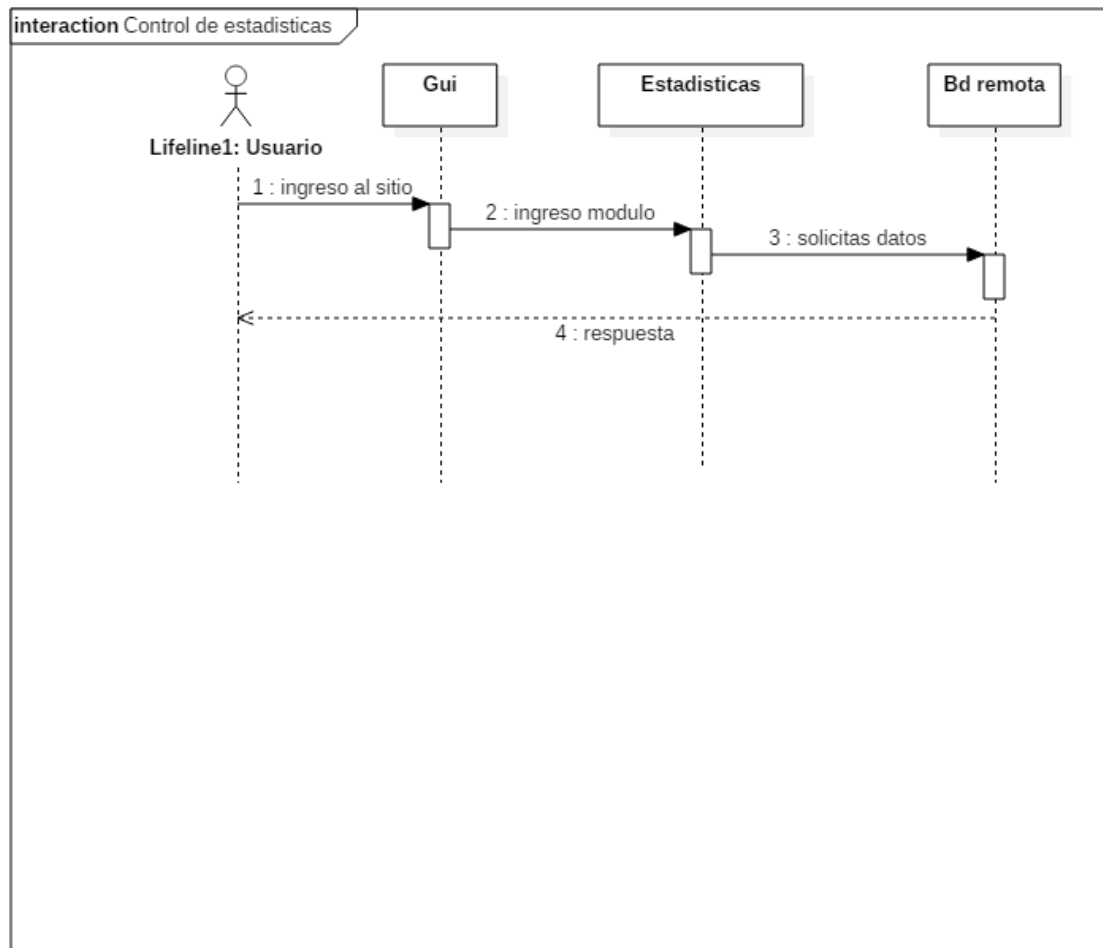 interaction Control de estadisticas
Gui
Estadisticas
Bd remota
Lifeline1: Usuario
1 : ingreso al sitio
2 : ingreso modulo
3 : solicitas datos
4 : respuesta